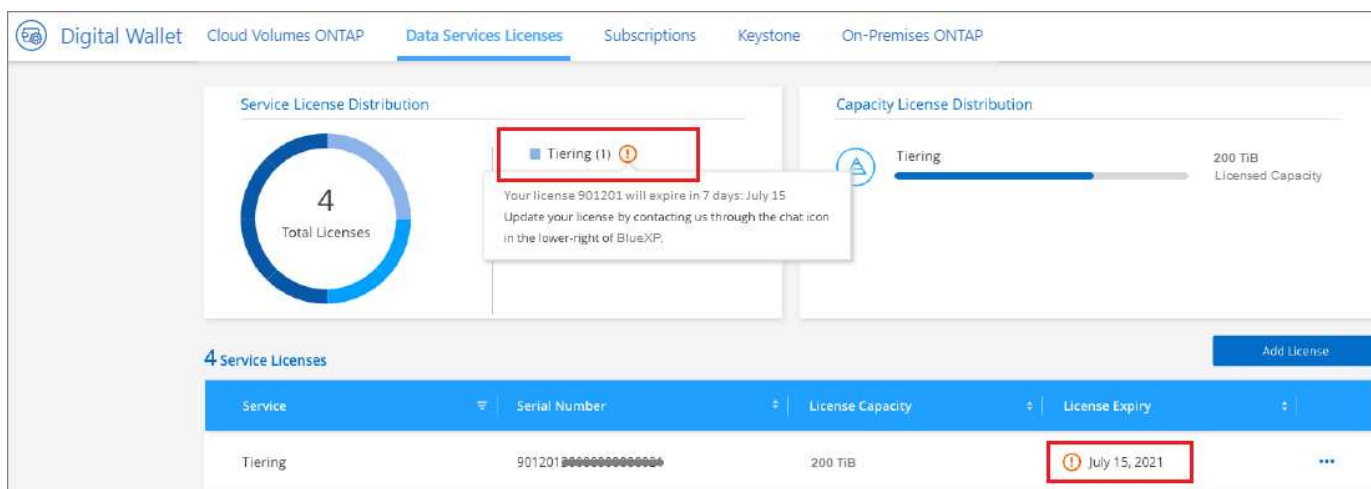 Digital Wallet Cloud Volumes ONTAP Data Services Licenses Subscriptions Keystone On-Premises ONTAP
Service License Distribution
4
Total Licenses
Tiering (1)
Your license 901201 will expire in 7 days: July 15
Update your license by contacting us through the chat icon
in the lower-right of BlueXP.
Capacity License Distribution
Tiering
200 TiB
Licensed Capacity
4 Service Licenses
Add License
Service Serial Number License Capacity License Expiry
Tiering 901201 200 TiB July 15, 2021